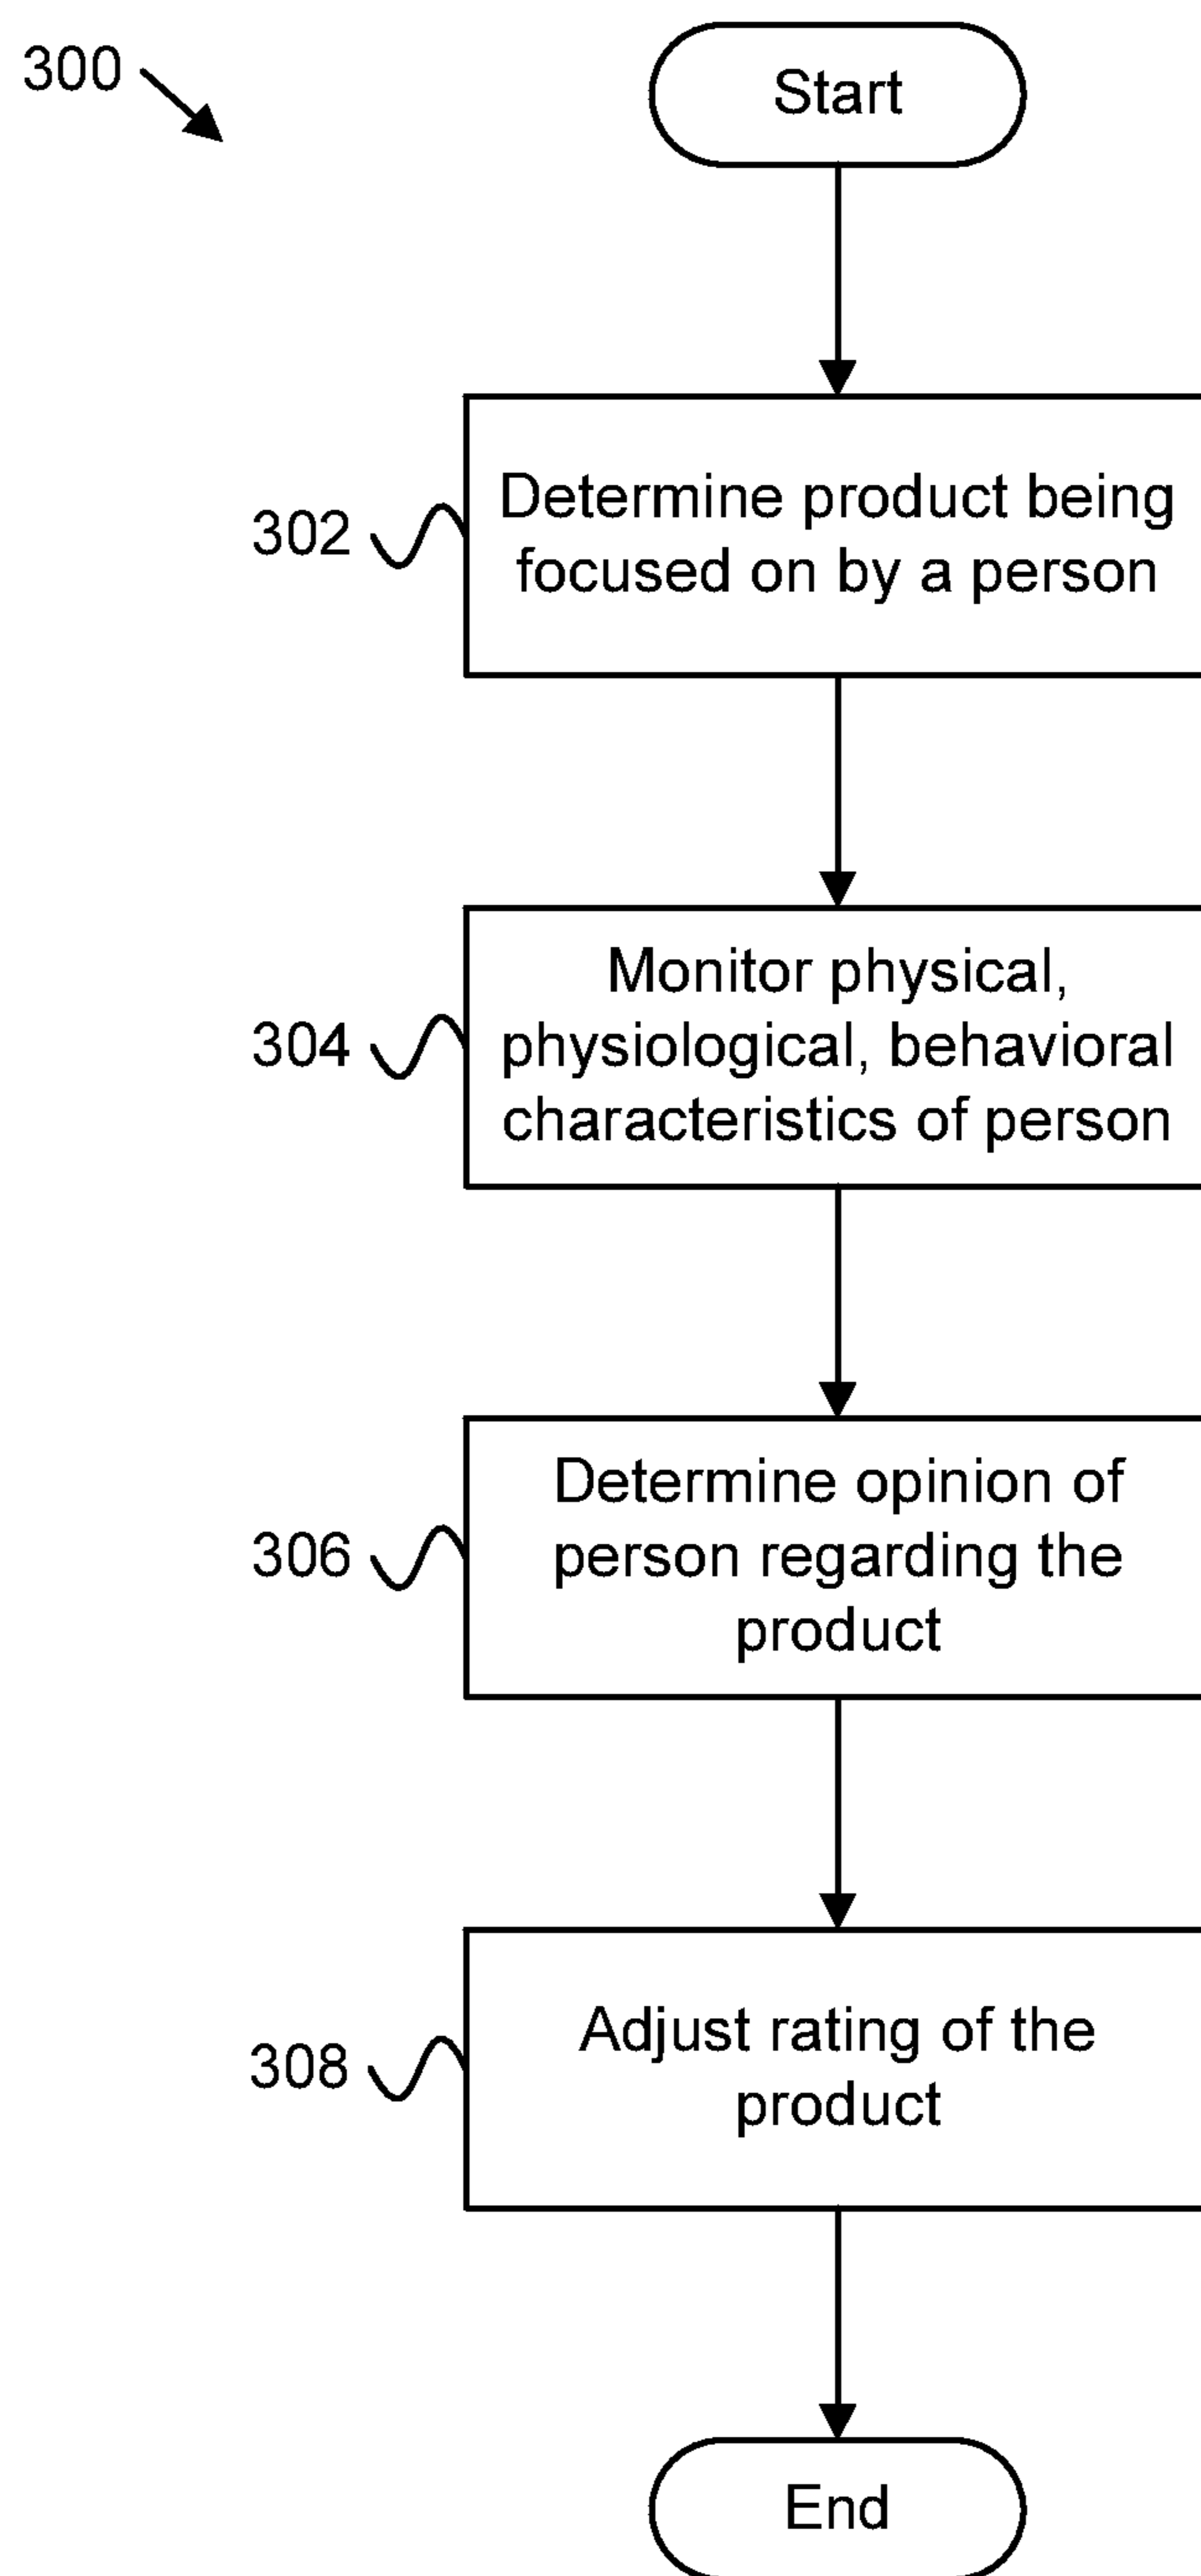 300
Start
302
Determine product being
focused on by a person
304
Monitor physical,
physiological, behavioral
characteristics of person
306
Determine opinion of
person regarding the
product
308
Adjust rating of the
product
End